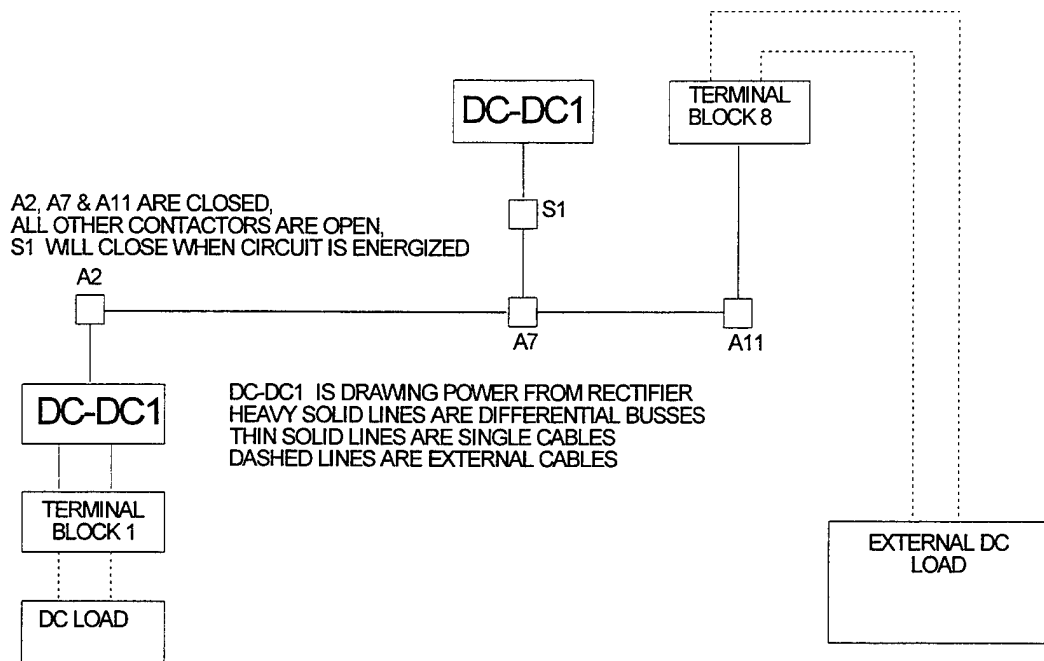 DC-DC1
TERMINAL
BLOCK 8
A2, A7 & A11 ARE CLOSED,
ALL OTHER CONTACTORS ARE OPEN,
S1 WILL CLOSE WHEN CIRCUIT IS ENERGIZED
S1
A2
A7
A11
DC-DC1
DC-DC1 IS DRAWING POWER FROM RECTIFIER
HEAVY SOLID LINES ARE DIFFERENTIAL BUSSES
THIN SOLID LINES ARE SINGLE CABLES
DASHED LINES ARE EXTERNAL CABLES
TERMINAL
BLOCK 1
EXTERNAL DC
LOAD
DC LOAD